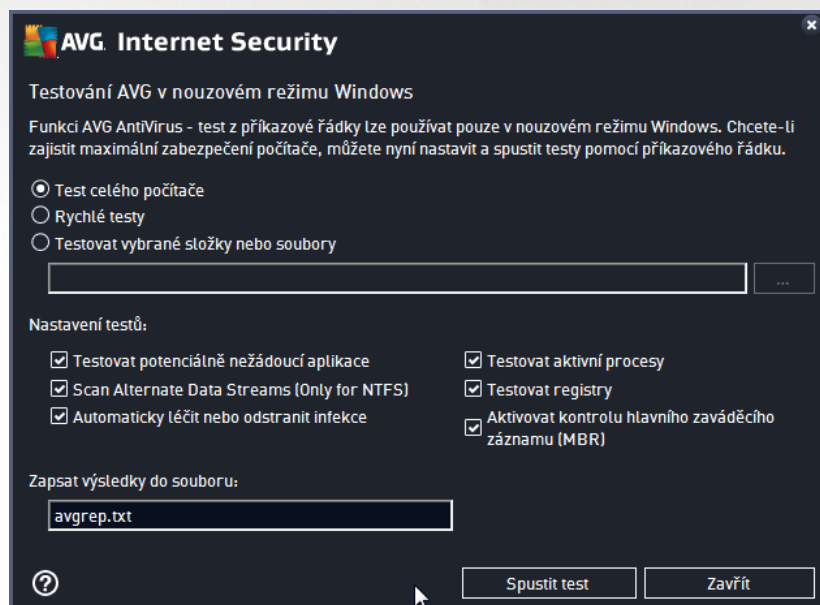 AVG. Internet Security
Testování AVG v nouzovém režimu Windows
Funkci AVG AntiVirus - test z příkazové řádky lze používat pouze v nouzovém režimu Windows. Chcete-li
zajistit maximální zabezpečení počítače, můžete nyní nastavit a spustit testy pomocí příkazového řádku.
Test celého počítače
Rychlé testy
Testovat vybrané složky nebo soubory
...
Nastavení testů:
Testovat potenciálně nežádoucí aplikace
Testovat aktivní procesy
Scan Alternate Data Streams (Only for NTFS)
Testovat registry
Automaticky léčit nebo odstranit infekce
Aktivovat kontrolu hlavního zaváděcího
záznamu (MBR)
Zapsat výsledky do souboru:
avgrep.txt
Spustit test
Zavřít